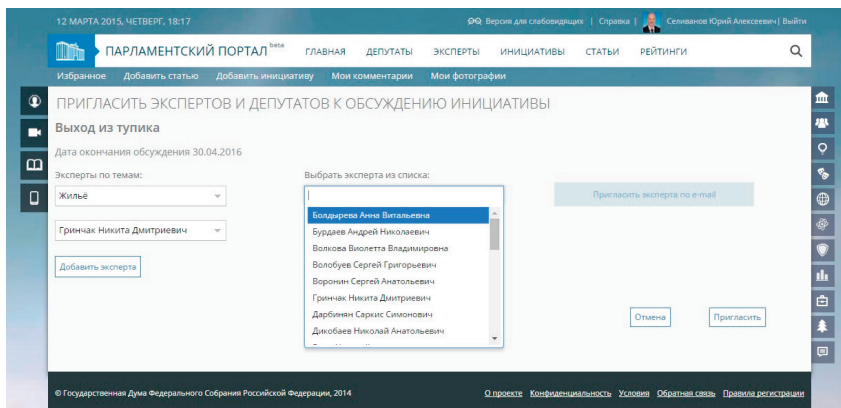 12 МАРТА 2015, ЧЕТВЕРГ, 18:17
Версия для слабовидящих | Справка | Селиванов Юрий Алексеевич | Выйти
ПАРЛАМЕНТСКИЙ ПОРТАЛ beta
ГЛАВНАЯ ДЕПУТАТЫ ЭКСПЕРТЫ ИНИЦИАТИВЫ СТАТЬИ РЕЙТИНГИ
Избранное Добавить статью Добавить инициативу Мои комментарии Мои фотографии
ПРИГЛАСИТЬ ЭКСПЕРТОВ И ДЕПУТАТОВ К ОБСУЖДЕНИЮ ИНИЦИАТИВЫ
Выход из тупика
Дата окончания обсуждения 30.04.2016
Эксперты по темам:
Жильё
Гринчак Никита Дмитриевич
Добавить эксперта
Выбрать эксперта из списка:
Болдырева Анна Витальевна
Бурдаев Андрей Николаевич
Волкова Виолетта Владимировна
Волобуев Сергей Григорьевич
Воронин Сергей Анатольевич
Гринчак Никита Дмитриевич
Дарбинян Саркис Симонович
Дикобаев Николай Анатольевич
Пригласить эксперта по e-mail
Отмена
Пригласить
© Государственная Дума Федерального Собрания Российской Федерации, 2014
О проекте Конфиденциальность Условия Обратная связь Правила регистрации